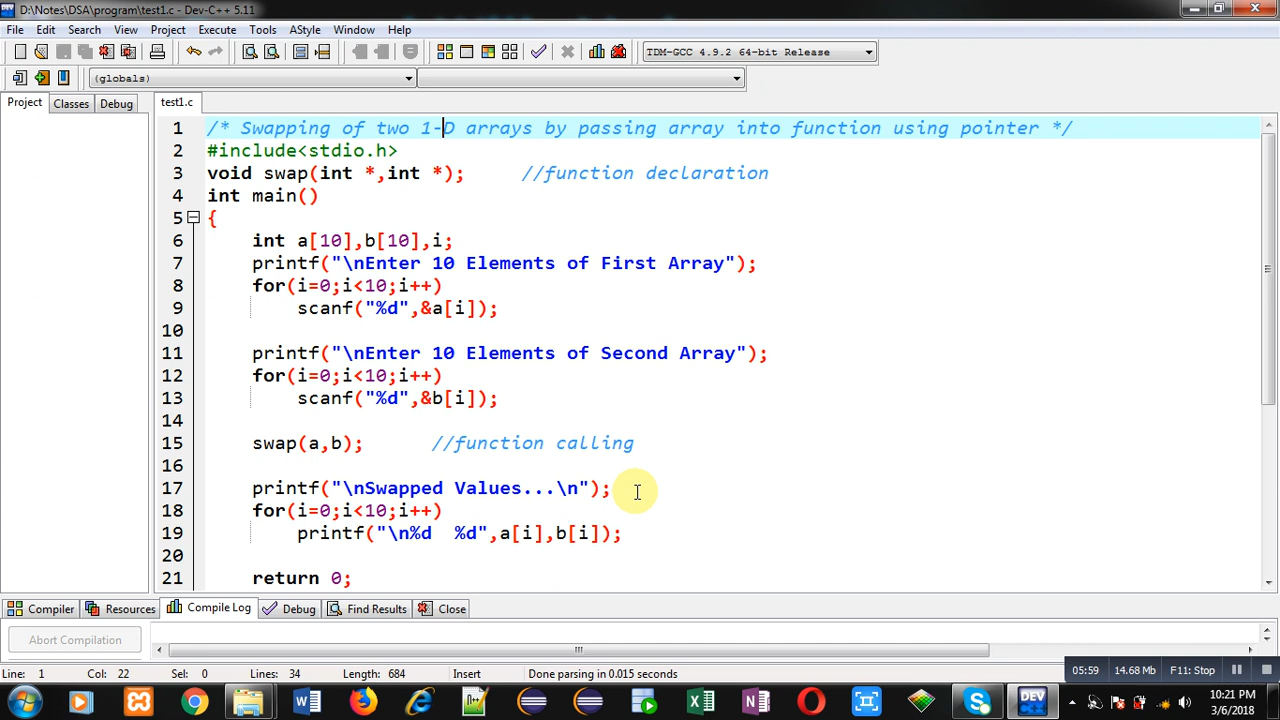 D:\Notes\DSA\program\test1.c - Dev-C++ 5.11
File Edit Search View Project Execute Tools AStyle Window Help
TDM-GCC 4.9.2 64-bit Release
(globals)
Project Classes Debug test1.c
1 /* Swapping of two 1-D arrays by passing array into function using pointer */
2 #include<stdio.h>
3 void swap(int *,int *); //function declaration
4 int main()
5 {
6 int a[10],b[10],i;
7 printf("\nEnter 10 Elements of First Array");
8 for(i=0;i<10;i++)
9 scanf("%d",&a[i]);
10
11 printf("\nEnter 10 Elements of Second Array");
12 for(i=0;i<10;i++)
13 scanf("%d",&b[i]);
14
15 swap(a,b); //function calling
16
17 printf("\nSwapped Values...\n");
18 for(i=0;i<10;i++)
19 printf("\n%d  %d",a[i],b[i]);
20
21 return 0;
Compiler Resources Compile Log Debug Find Results Close
Abort Compilation
Line: 1 Col: 22 Sel: 0 Lines: 34 Length: 684 Insert Done parsing in 0.015 seconds
05:59 14.68 Mb F11: Stop
DEV
10:21 PM
3/6/2018